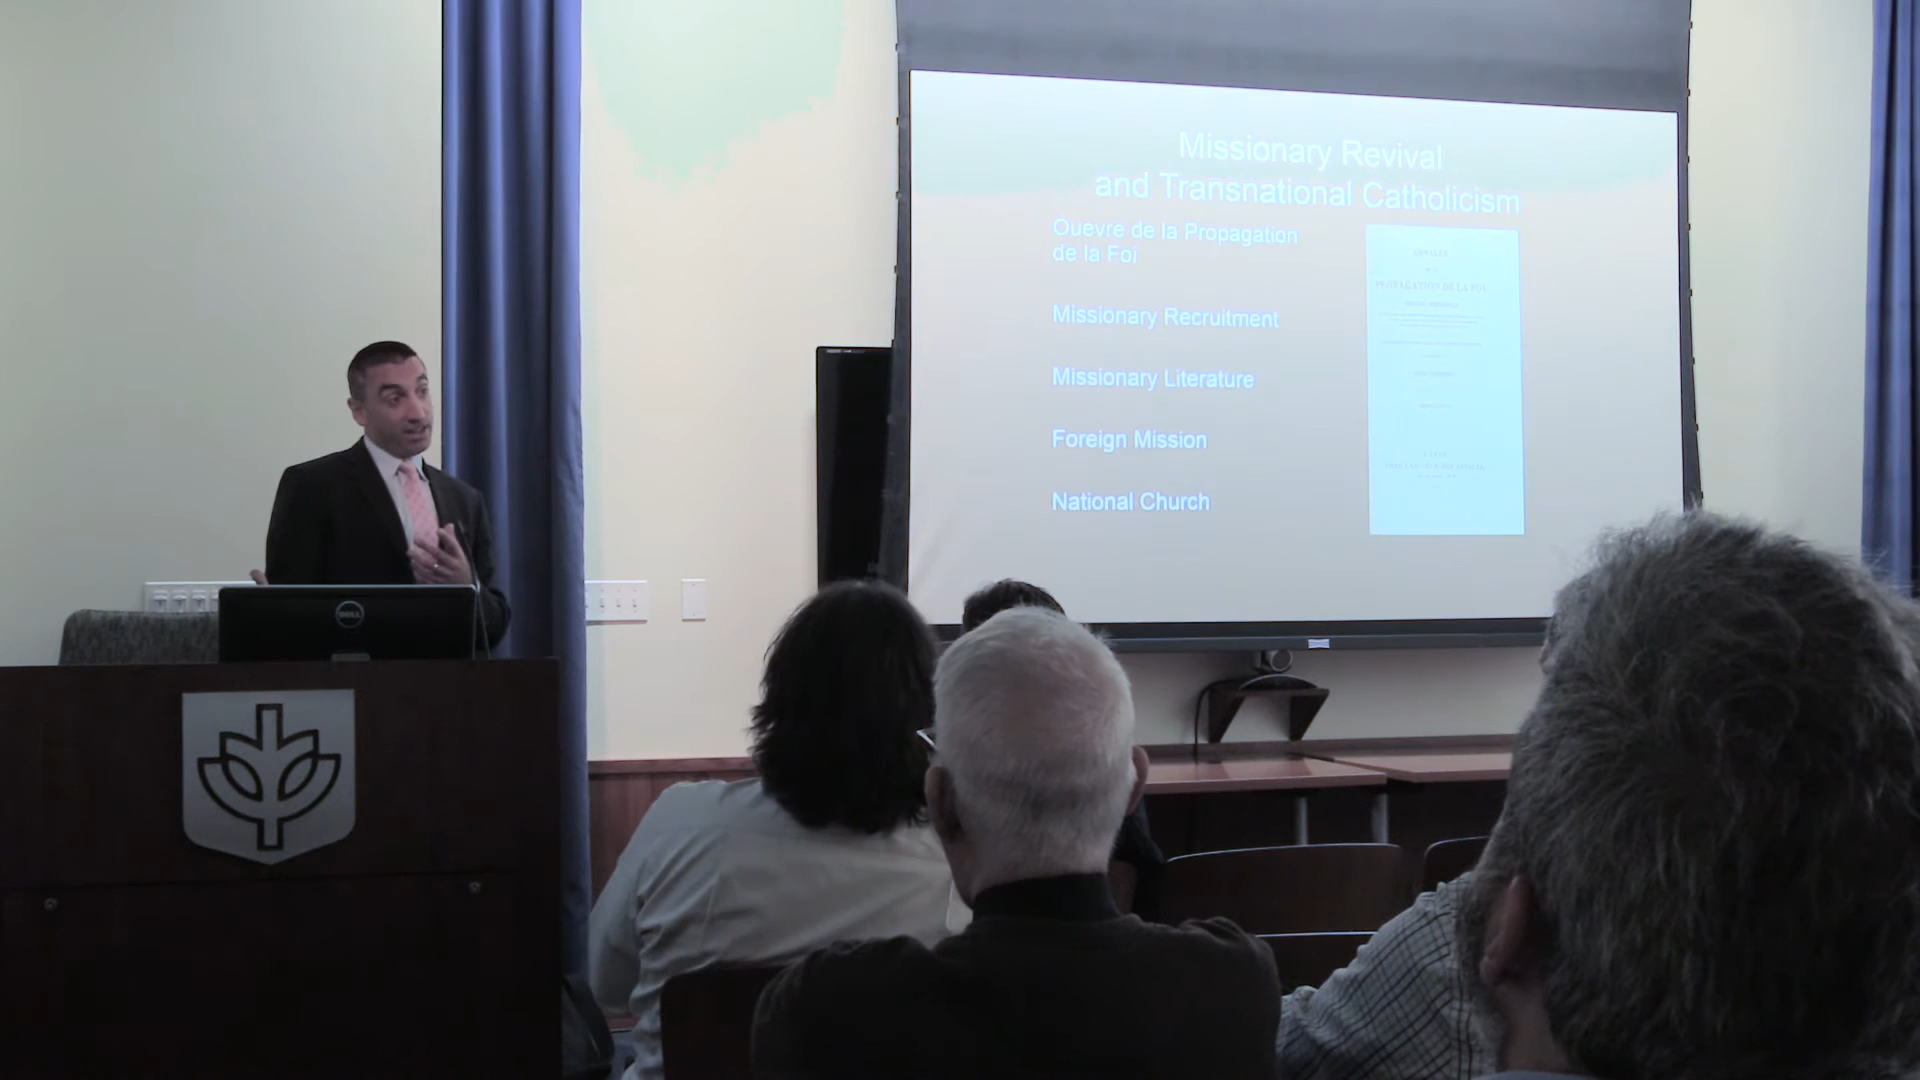 Missionary Revival
and Transnational Catholicism
Ouevre de la Propagation
de la Foi
Missionary Recruitment
Missionary Literature
Foreign Mission
National Church
ANNALES
PROPAGATION DE LA FOI
DELL